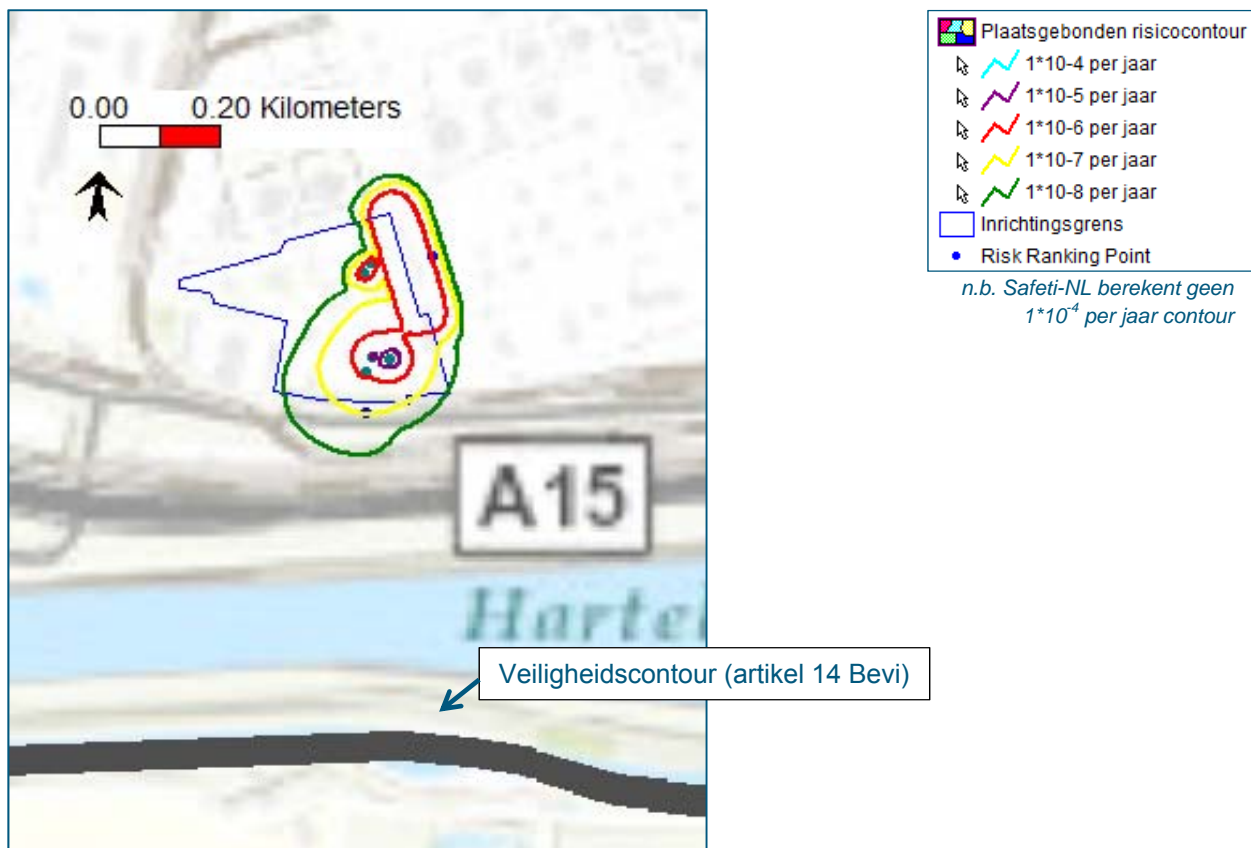 0.00 0.20 Kilometers
A15
Hartel
Veiligheidscontour (artikel 14 Bevi)
Plaatsgebonden risicocontour
1*10-4 per jaar
1*10-5 per jaar
1*10-6 per jaar
1*10-7 per jaar
1*10-8 per jaar
Inrichtingsgrens
Risk Ranking Point
n.b. Safeti-NL berekent geen
1*10-4 per jaar contour